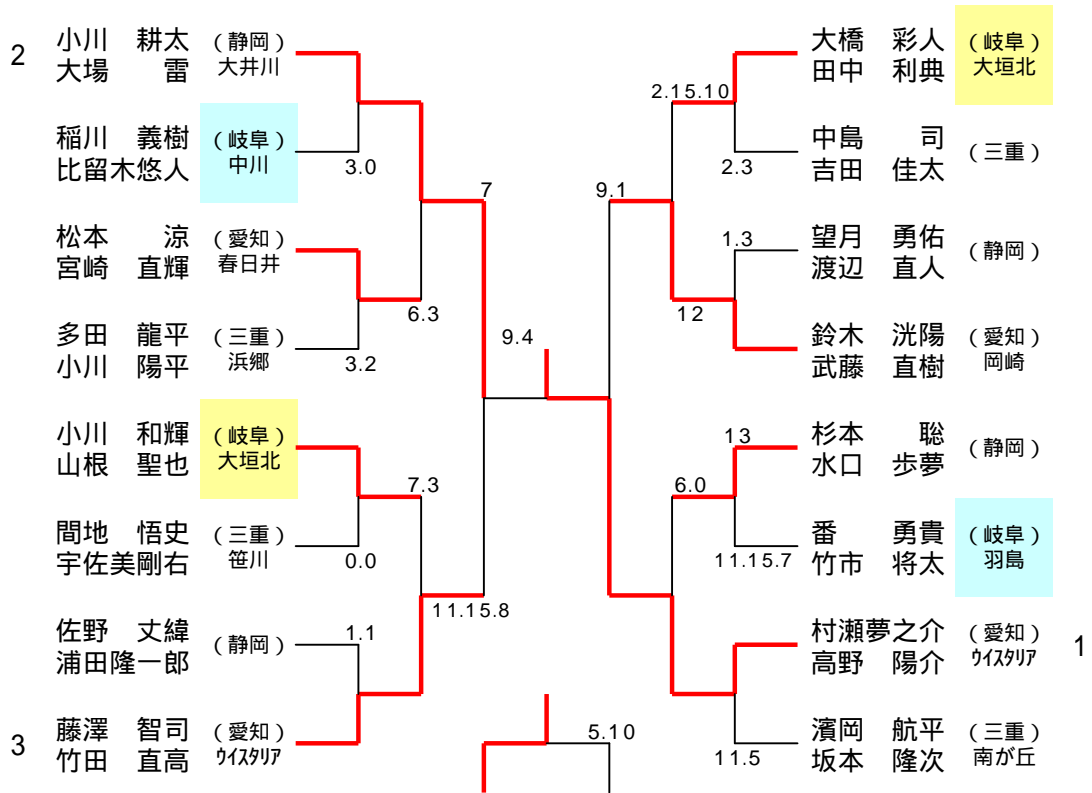 2
小川　耕太
大場　　雷
（静岡）
大井川
稲川　義樹
比留木悠人
（岐阜）
中川
3.0
松本　　涼
宮崎　直輝
（愛知）
春日井
多田　龍平
小川　陽平
（三重）
浜郷
3.2
6.3
7
小川　和輝
山根　聖也
（岐阜）
大垣北
間地　悟史
宇佐美剛右
（三重）
笹川
0.0
7.3
佐野　丈緯
浦田隆一郎
（静岡）
1.1
3
藤澤　智司
竹田　直高
（愛知）
ウイスタリア
11.15.8
9.4
5.10
大橋　彩人
田中　利典
（岐阜）
大垣北
2.15.10
中島　　司
吉田　佳太
（三重）
2.3
9.1
望月　勇佑
渡辺　直人
（静岡）
1.3
12
鈴木　洸陽
武藤　直樹
（愛知）
岡崎
杉本　　聡
水口　歩夢
（静岡）
13
6.0
番　　勇貴
竹市　将太
（岐阜）
羽島
11.15.7
村瀬夢之介
高野　陽介
（愛知）
ウイスタリア
1
濱岡　航平
坂本　隆次
（三重）
南が丘
11.5